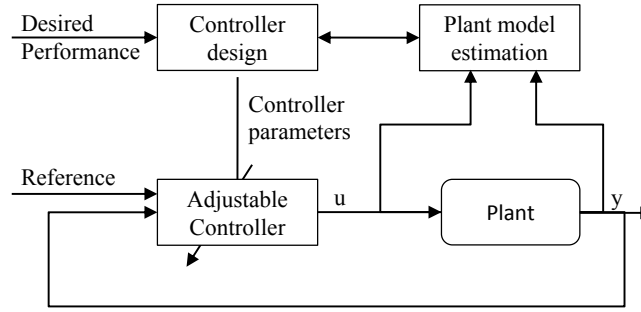 Desired
Performance
Controller
design
Plant model
estimation
Controller
parameters
Reference
Adjustable
Controller
u
Plant
y